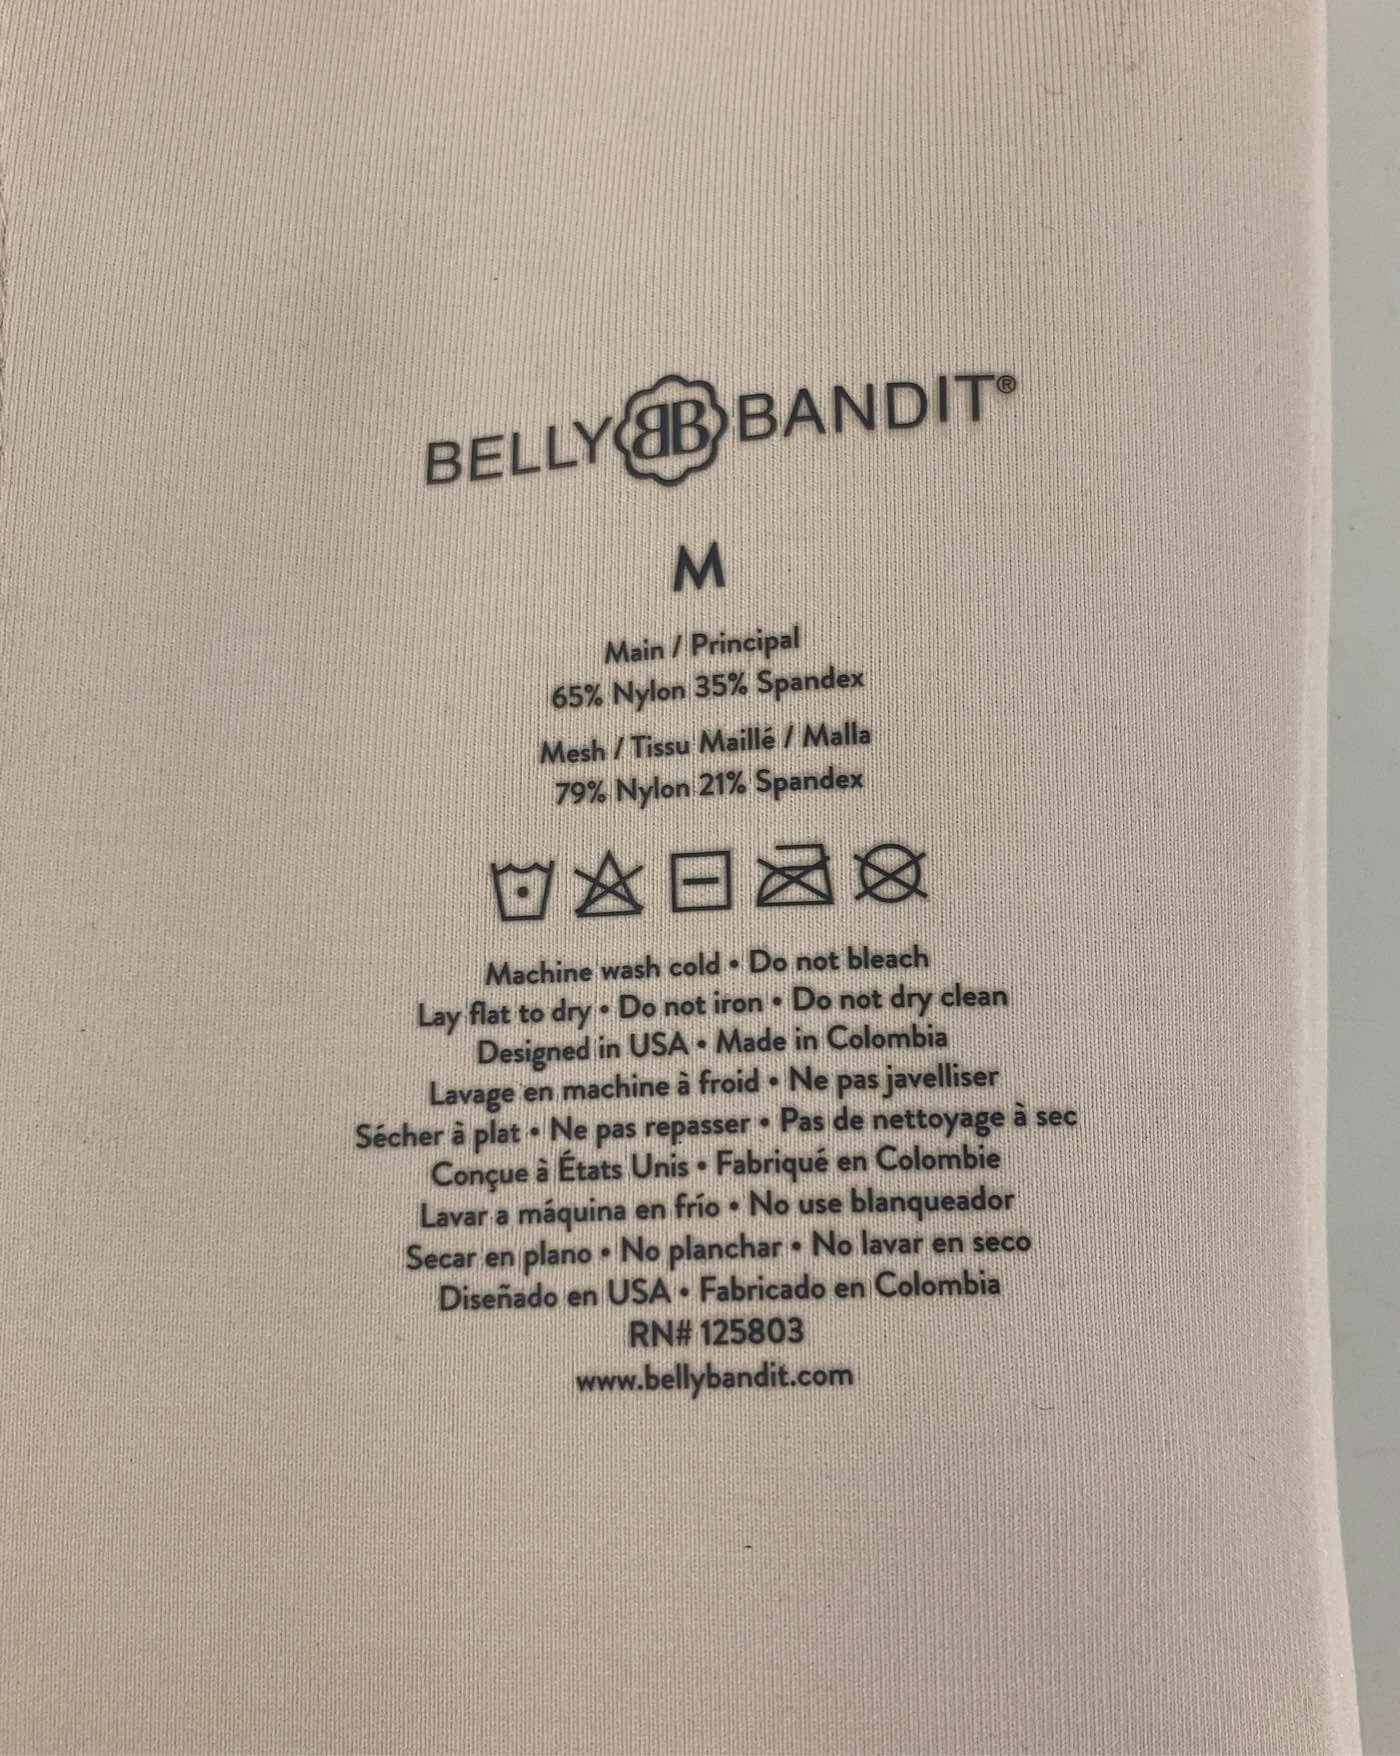 BELLY BB BANDIT®
M
Main / Principal
65% Nylon 35% Spandex
Mesh / Tissu Maillé / Malla
79% Nylon 21% Spandex
Machine wash cold • Do not bleach
Lay flat to dry • Do not iron • Do not dry clean
Designed in USA • Made in Colombia
Lavage en machine à froid • Ne pas javelliser
Sécher à plat • Ne pas repasser • Pas de nettoyage à sec
Conçue à États Unis • Fabriqué en Colombie
Lavar a máquina en frío • No use blanqueador
Secar en plano • No planchar • No lavar en seco
Diseñado en USA • Fabricado en Colombia
RN# 125803
www.bellybandit.com